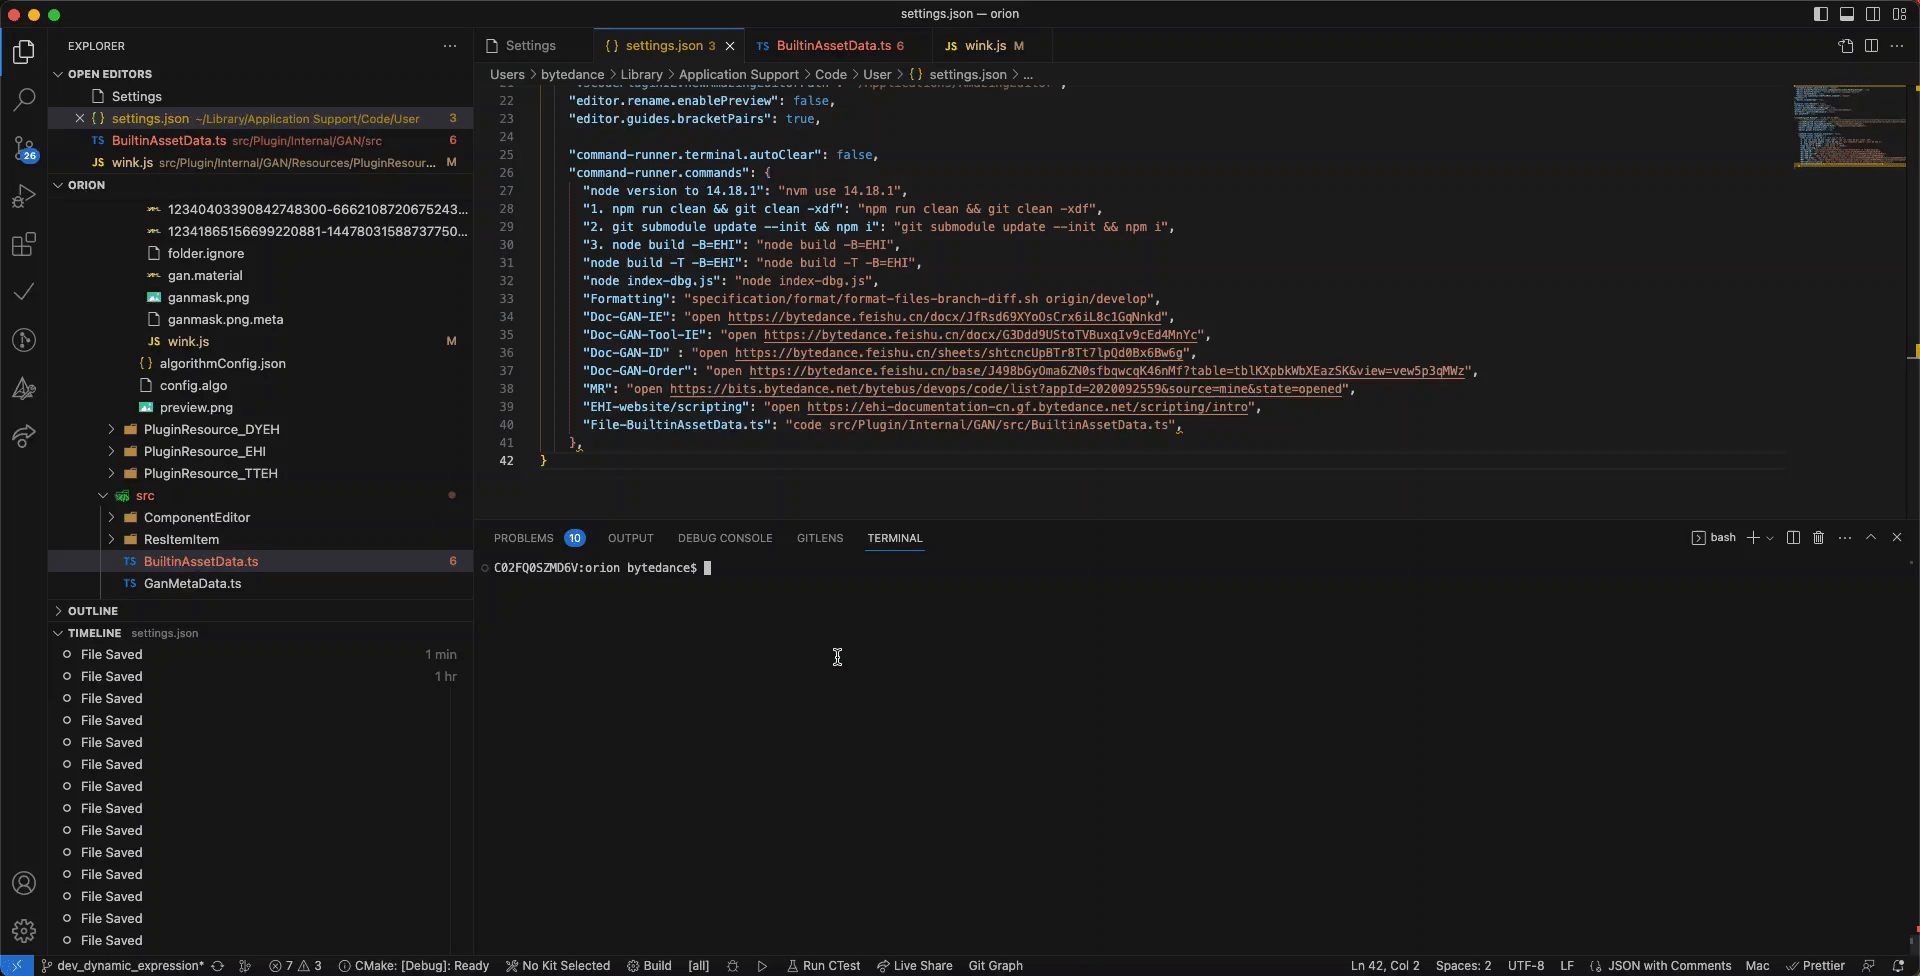 settings.json — orion
EXPLORER
OPEN EDITORS
Settings
settings.json ~/Library/Application Support/Code/User 3
BuiltinAssetData.ts src/Plugin/Internal/GAN/src 6
wink.js src/Plugin/Internal/GAN/Resources/PluginResour... M
ORION
12340403390842748300-6662108720675243...
12341865156699220881-14478031588737750...
folder.ignore
gan.material
ganmask.png
ganmask.png.meta
wink.js M
algorithmConfig.json
config.algo
preview.png
PluginResource_DYEH
PluginResource_EHI
PluginResource_TTEH
src
ComponentEditor
ResItemItem
BuiltinAssetData.ts 6
GanMetaData.ts
OUTLINE
TIMELINE settings.json
File Saved 1 min
File Saved 1 hr
File Saved
File Saved
File Saved
File Saved
File Saved
File Saved
File Saved
File Saved
File Saved
File Saved
File Saved
File Saved
26
Settings
{} settings.json 3
TS BuiltinAssetData.ts 6
JS wink.js M
Users > bytedance > Library > Application Support > Code > User > {} settings.json > ...
22 "editor.rename.enablePreview": false,
23 "editor.guides.bracketPairs": true,
24
25 "command-runner.terminal.autoClear": false,
26 "command-runner.commands": {
27 "node version to 14.18.1": "nvm use 14.18.1",
28 "1. npm run clean && git clean -xdf": "npm run clean && git clean -xdf",
29 "2. git submodule update --init && npm i": "git submodule update --init && npm i",
30 "3. node build -B=EHI": "node build -B=EHI",
31 "node build -T -B=EHI": "node build -T -B=EHI",
32 "node index-dbg.js": "node index-dbg.js",
33 "Formatting": "specification/format/format-files-branch-diff.sh origin/develop",
34 "Doc-GAN-IE": "open https://bytedance.feishu.cn/docx/JfRsd69XYoOsCrx6iL8c1GqNnkd",
35 "Doc-GAN-Tool-IE": "open https://bytedance.feishu.cn/docx/G3Ddd9UStoTVBuxqIv9cEd4MnYc",
36 "Doc-GAN-ID" : "open https://bytedance.feishu.cn/sheets/shtcncUpBTr8Tt7lpQd0Bx6Bw6g",
37 "Doc-GAN-Order": "open https://bytedance.feishu.cn/base/J498bGyOma6ZN0sfbqwcqK46nMf?table=tblKXpbkWbXEazSK&view=vew5p3qMWz",
38 "MR": "open https://bits.bytedance.net/bytebus/devops/code/list?appId=2020092559&source=mine&state=opened",
39 "EHI-website/scripting": "open https://ehi-documentation-cn.gf.bytedance.net/scripting/intro",
40 "File-BuiltinAssetData.ts": "code src/Plugin/Internal/GAN/src/BuiltinAssetData.ts",
41 },
42 }
PROBLEMS 10 OUTPUT DEBUG CONSOLE GITLENS TERMINAL
bash
C02FQ0SZMD6V:orion bytedance$
dev_dynamic_expression* 7 3 CMake: [Debug]: Ready No Kit Selected Build [all] Run CTest Live Share Git Graph Ln 42, Col 2 Spaces: 2 UTF-8 LF {} JSON with Comments Mac Prettier